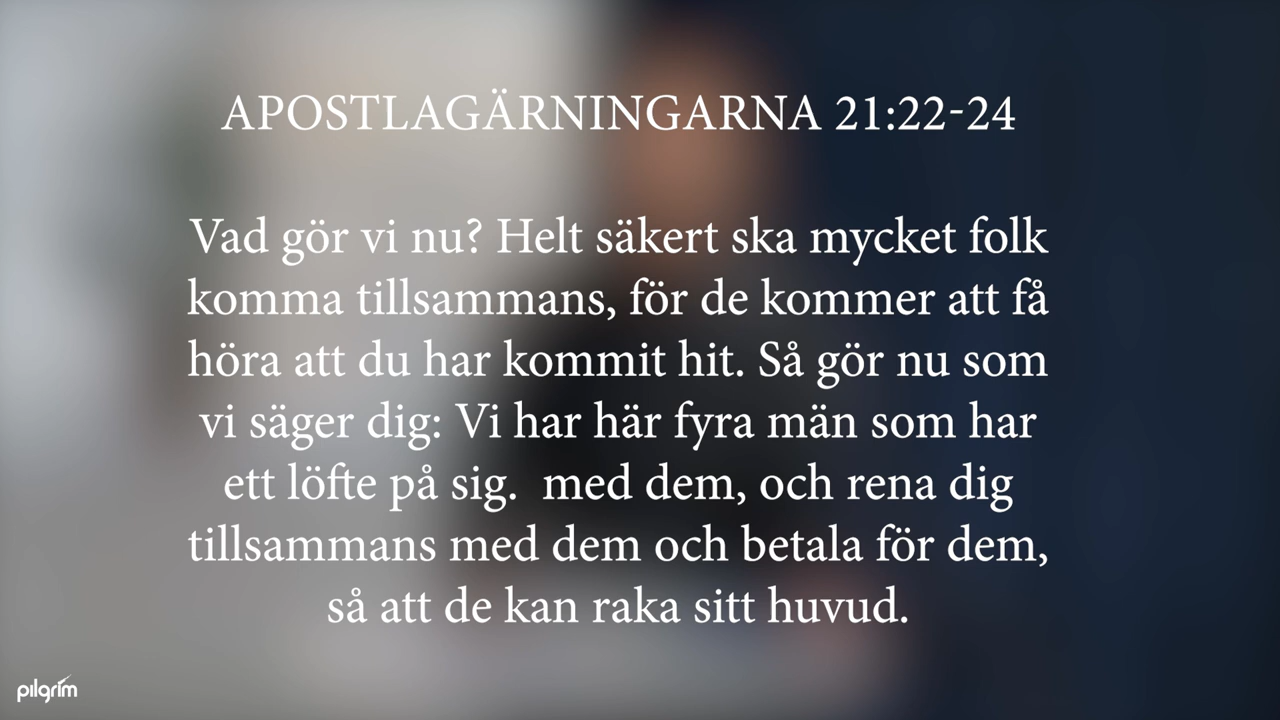 APOSTLAGÄRNINGARNA 21:22-24
Vad gör vi nu? Helt säkert ska mycket folk
komma tillsammans, för de kommer att få
höra att du har kommit hit. Så gör nu som
vi säger dig: Vi har här fyra män som har
ett löfte på sig.  med dem, och rena dig
tillsammans med dem och betala för dem,
så att de kan raka sitt huvud.
pilgrim